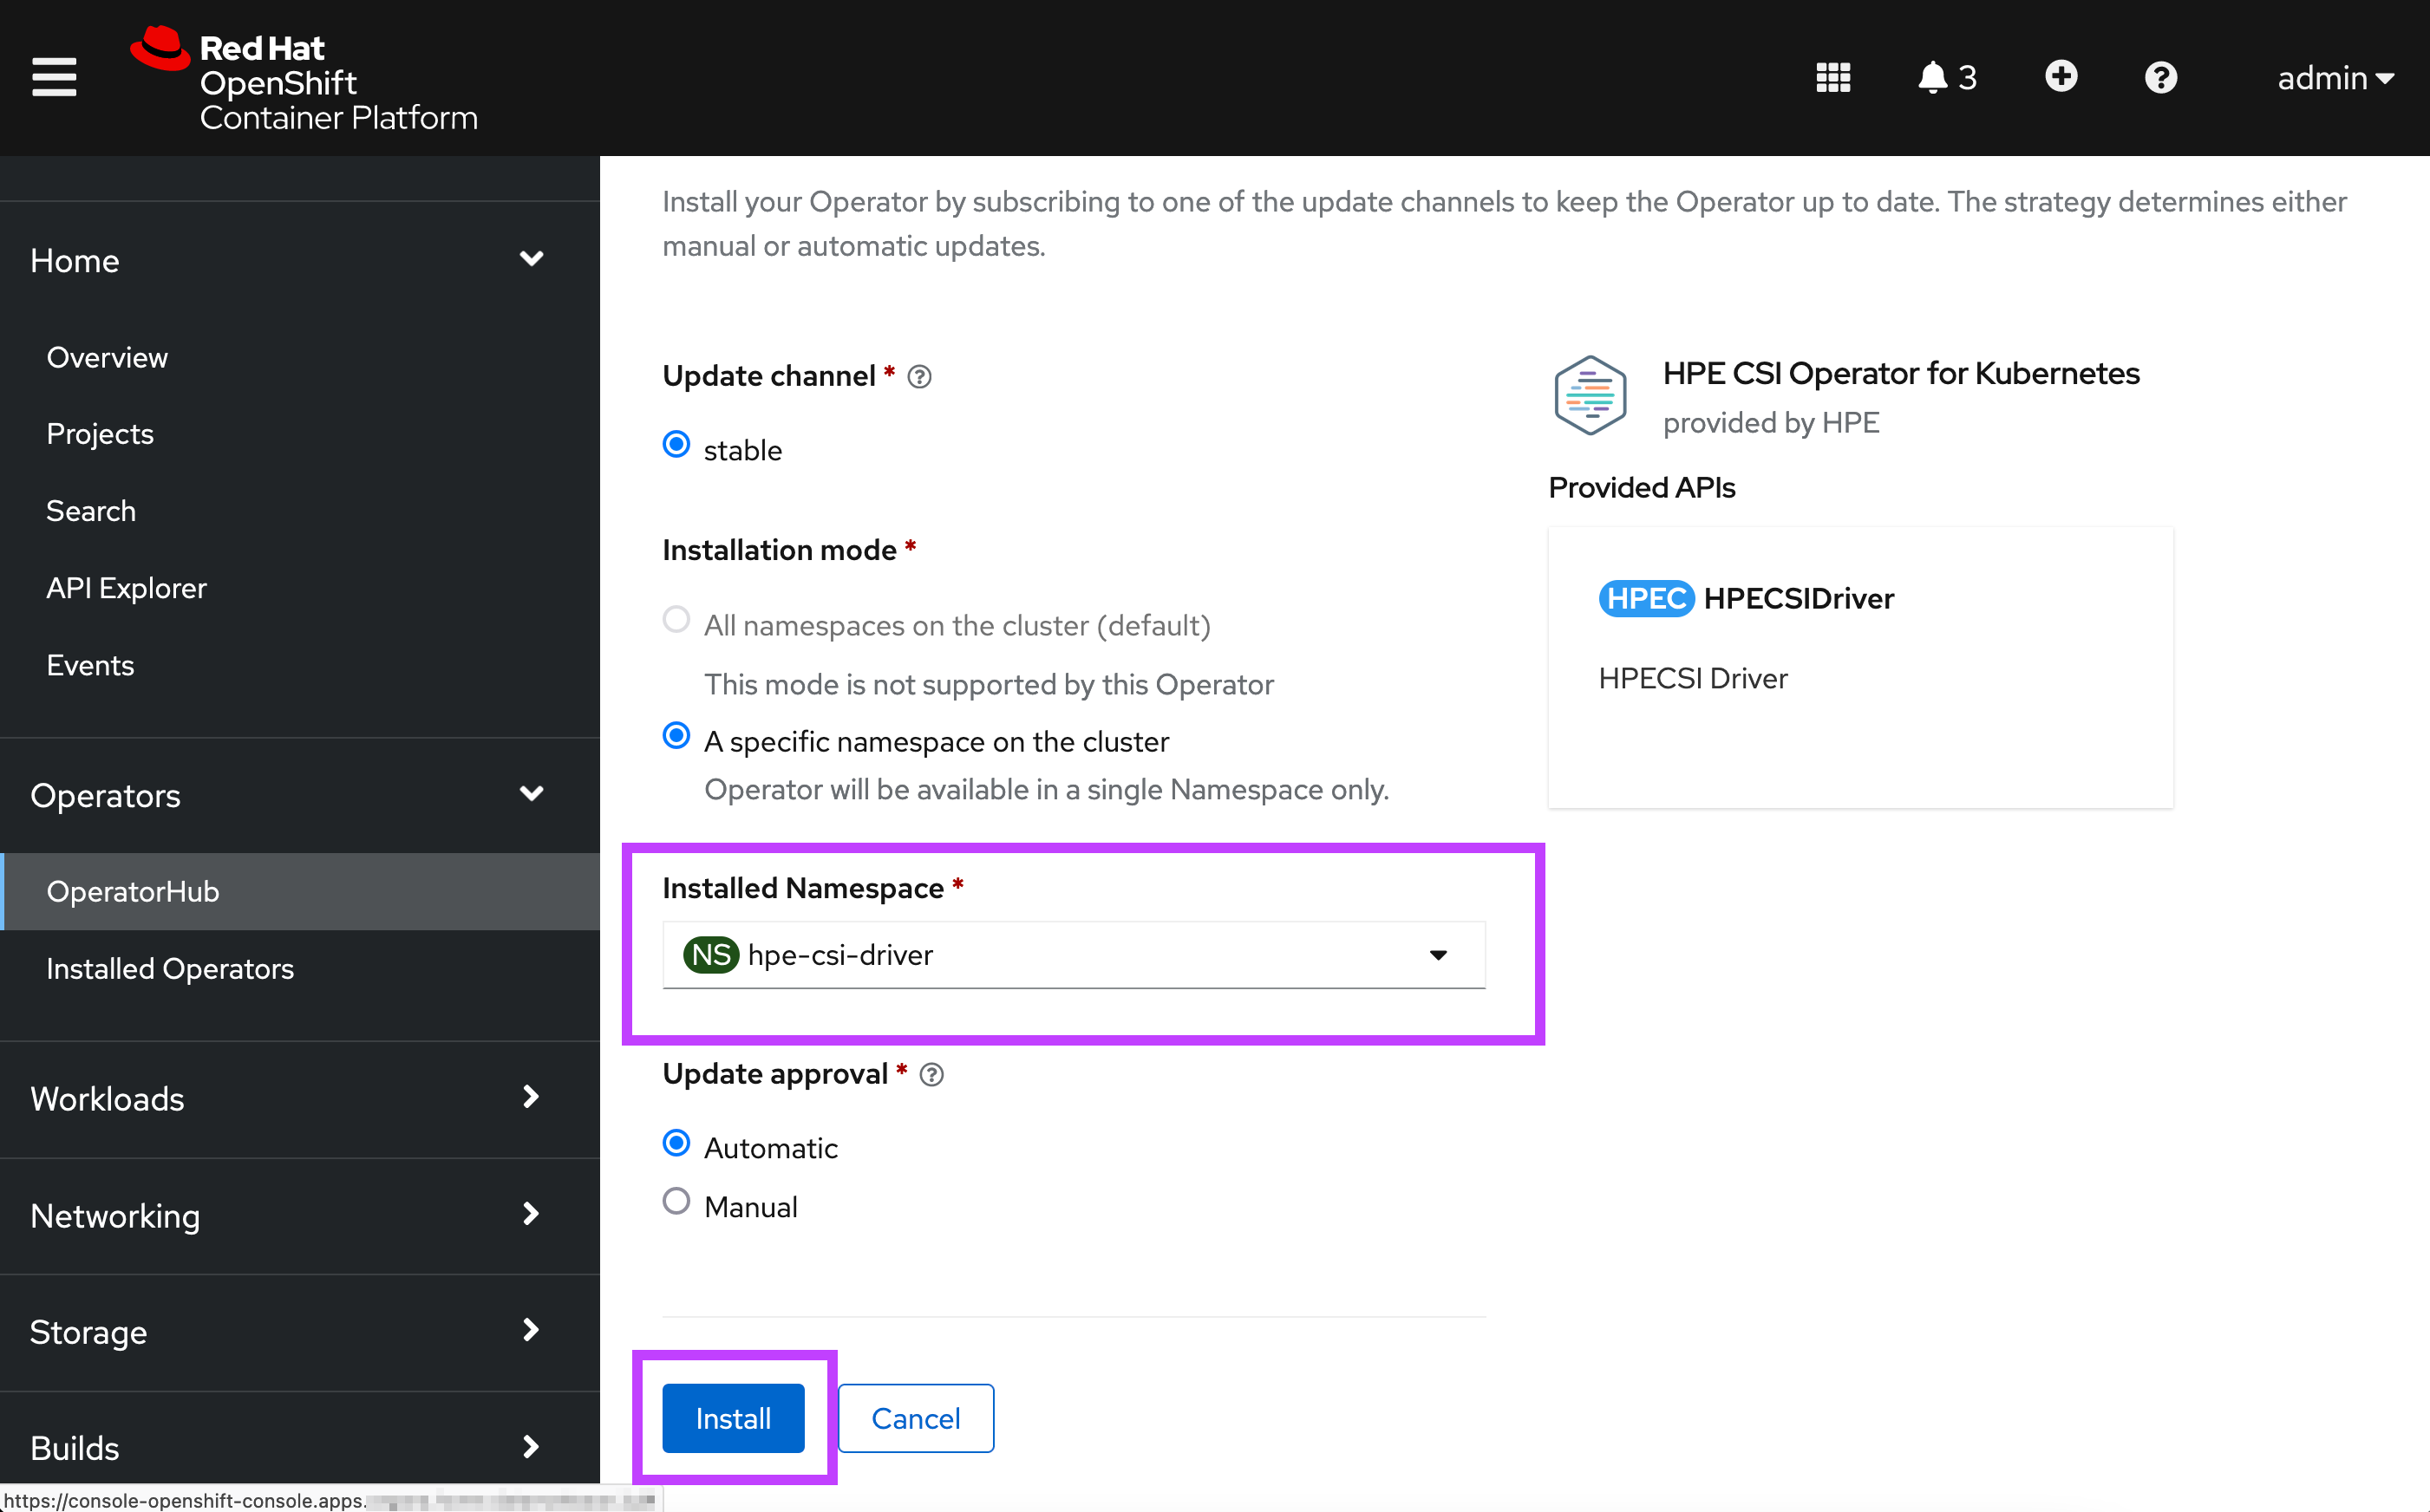 Red Hat
OpenShift
Container Platform
3
admin
Home
Overview
Projects
Search
API Explorer
Events
Operators
OperatorHub
Installed Operators
Workloads
Networking
Storage
Builds
https://console-openshift-console.apps.
Install your Operator by subscribing to one of the update channels to keep the Operator up to date. The strategy determines either
manual or automatic updates.
Update channel *
stable
Installation mode *
All namespaces on the cluster (default)
This mode is not supported by this Operator
A specific namespace on the cluster
Operator will be available in a single Namespace only.
Installed Namespace *
NS hpe-csi-driver
Update approval *
Automatic
Manual
Install
Cancel
HPE CSI Operator for Kubernetes
provided by HPE
Provided APIs
HPEC HPECSIDriver
HPECSI Driver